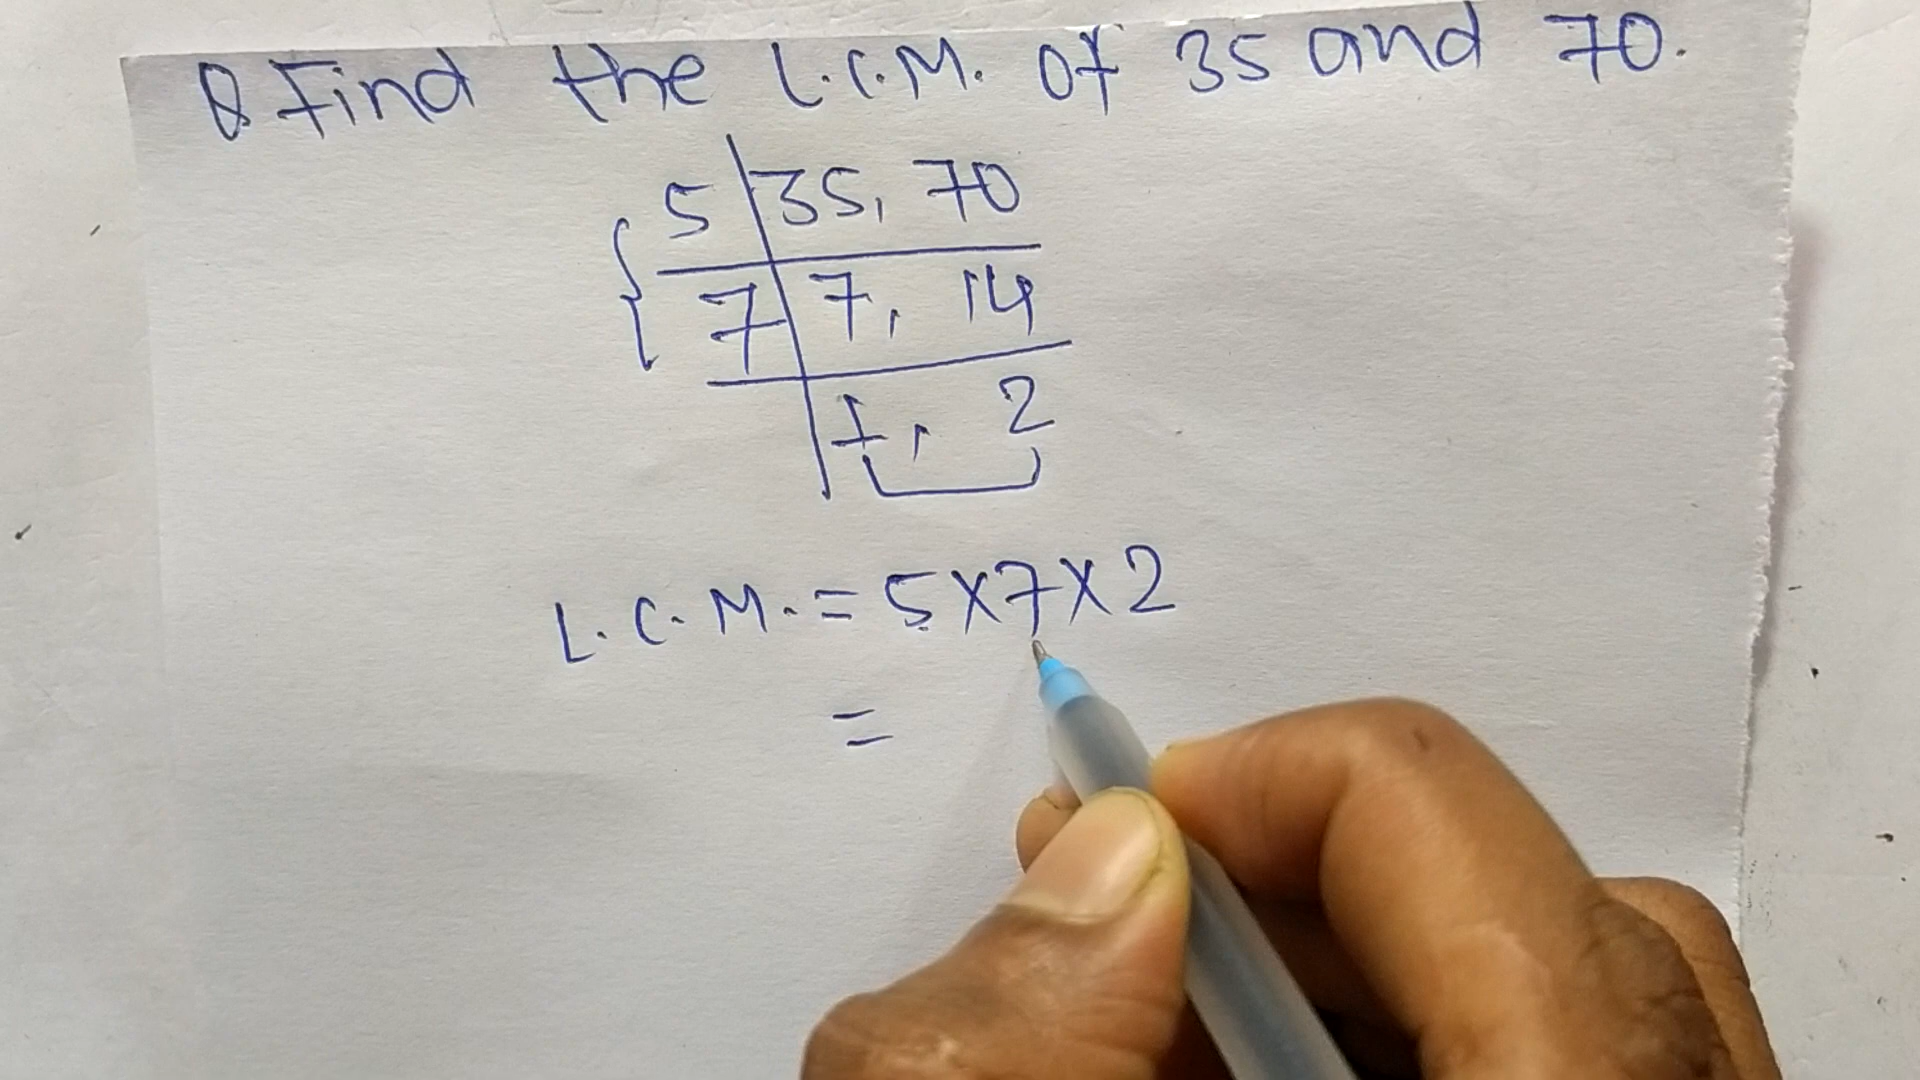 Q Find the L.C.M. of 35 and 70.
5 | 35, 70
7 | 7, 14
| 1, 2
L.C.M. = 5×7×2
=